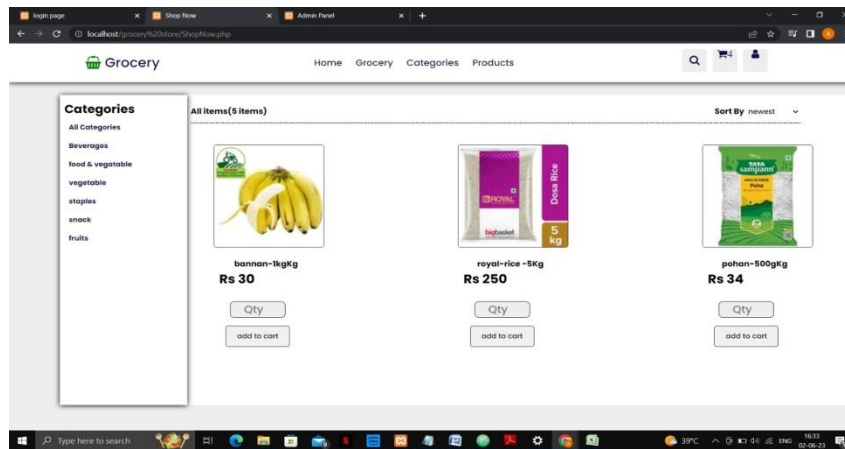 login page
Shop Now
Admin Panel
localhost/grocery%20store/ShopNow.php
Grocery
Home Grocery Categories Products
4
Categories
All Categories
Beverages
food & vegatable
vegetable
staples
snack
fruits
All items(5 items)
Sort By newest
ROYAL
bigbasket
Dosa Rice
5
kg
TATA
sampann
Poha
bannan-1kgKg
royal-rice -5Kg
pohan-500gKg
Rs 30
Rs 250
Rs 34
Qty
Qty
Qty
add to cart
add to cart
add to cart
Type here to search
39°C
ENG
16:33
02-06-23